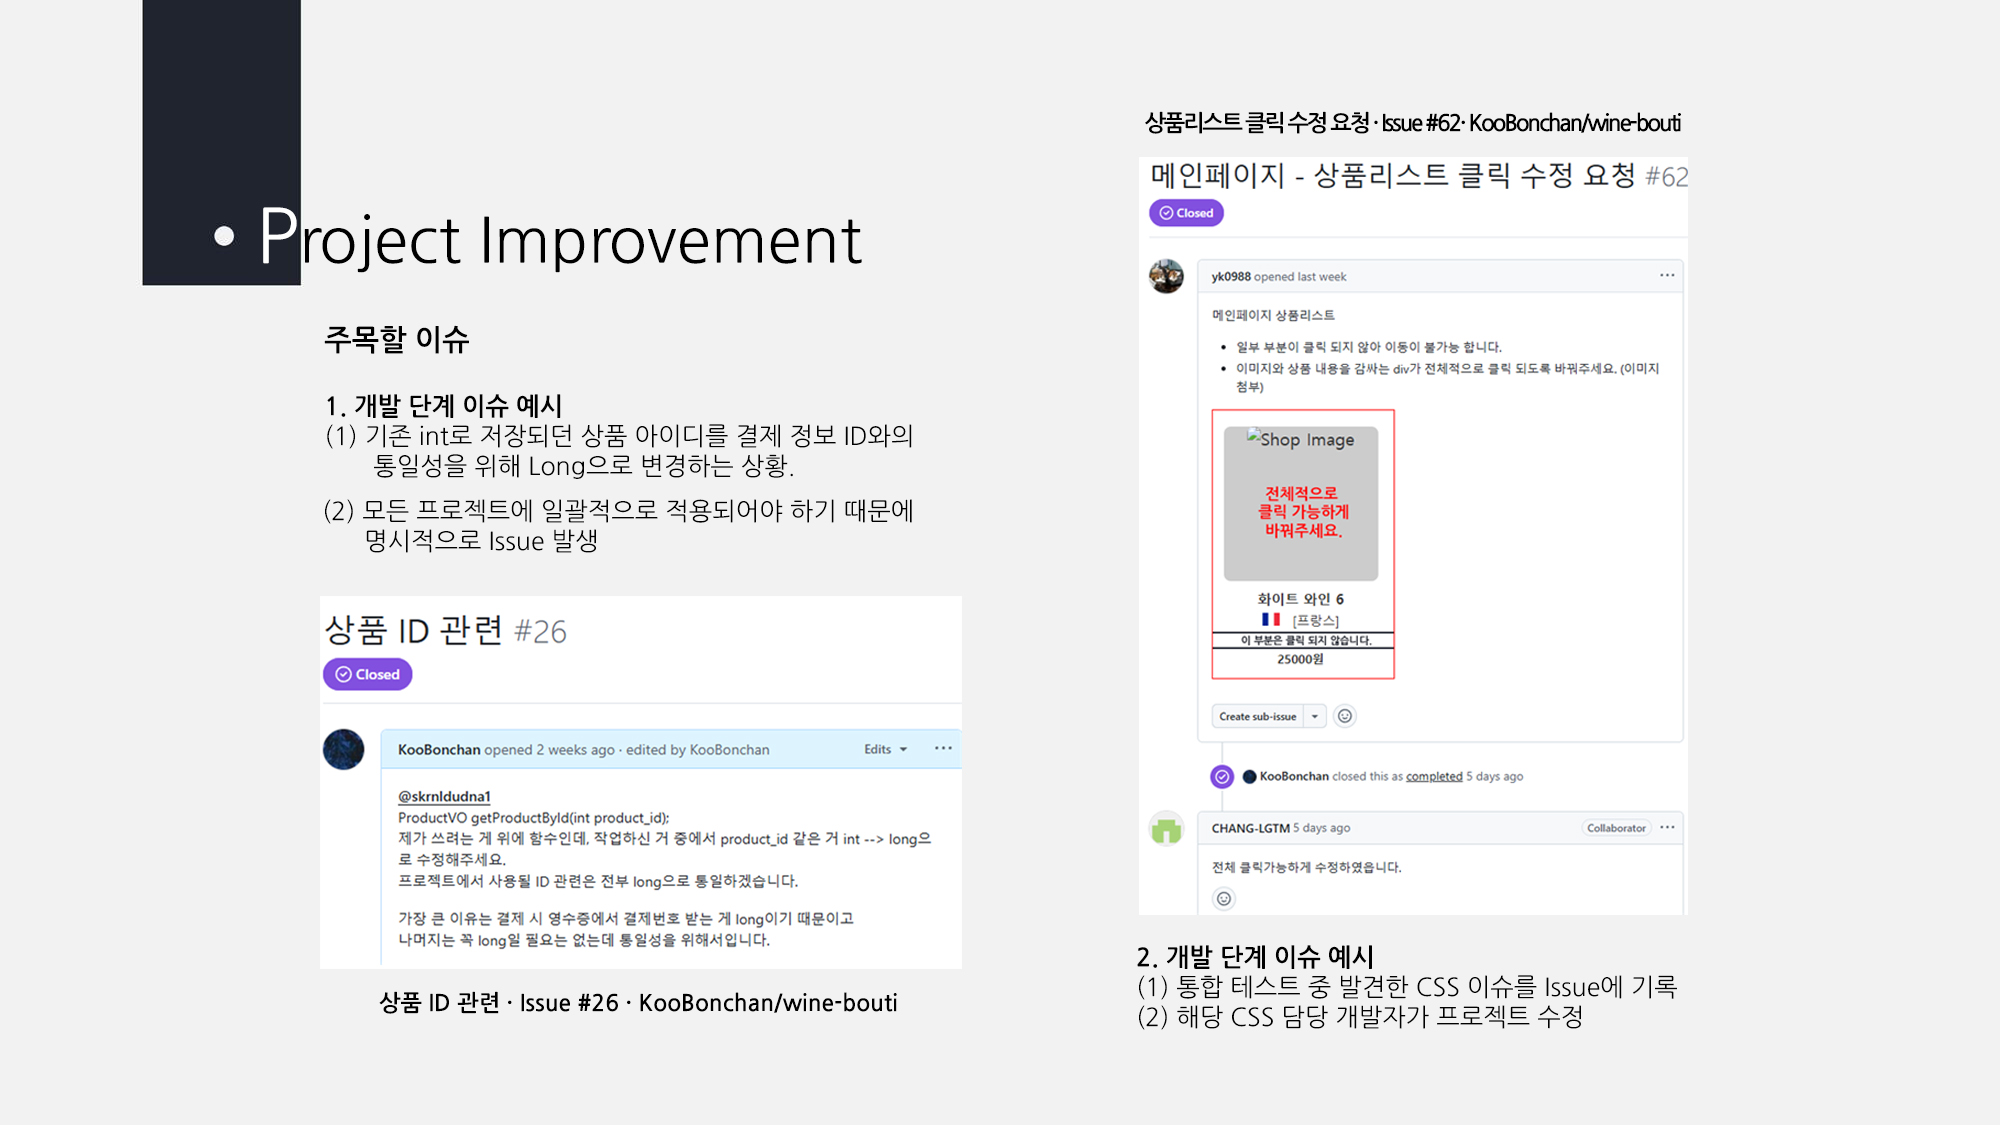 • Project Improvement
주목할 이슈
1. 개발 단계 이슈 예시
(1) 기존 int로 저장되던 상품 아이디를 결제 정보 ID와의
통일성을 위해 Long으로 변경하는 상황.
(2) 모든 프로젝트에 일괄적으로 적용되어야 하기 때문에
명시적으로 Issue 발생
상품 ID 관련 #26
Closed
KooBonchan opened 2 weeks ago · edited by KooBonchan
Edits
@skrnldudna1
ProductVO getProductById(int product_id);
제가 쓰려는 게 위에 함수인데, 작업하신 거 중에서 product_id 같은 거 int --> long으
로 수정해주세요.
프로젝트에서 사용될 ID 관련은 전부 long으로 통일하겠습니다.
가장 큰 이유는 결제 시 영수증에서 결제번호 받는 게 long이기 때문이고
나머지는 꼭 long일 필요는 없는데 통일성을 위해서입니다.
상품 ID 관련 · Issue #26 · KooBonchan/wine-bouti
상품리스트 클릭 수정 요청 · Issue #62· KooBonchan/wine-bouti
메인페이지 - 상품리스트 클릭 수정 요청 #62
Closed
yk0988 opened last week
메인페이지 상품리스트
• 일부 부분이 클릭 되지 않아 이동이 불가능 합니다.
• 이미지와 상품 내용을 감싸는 div가 전체적으로 클릭 되도록 바꿔주세요. (이미지
첨부)
Shop Image
전체적으로
클릭 가능하게
바꿔주세요.
화이트 와인 6
[프랑스]
이 부분은 클릭 되지 않습니다.
25000원
Create sub-issue
KooBonchan closed this as completed 5 days ago
CHANG-LGTM 5 days ago
Collaborator
전체 클릭가능하게 수정하였읍니다.
2. 개발 단계 이슈 예시
(1) 통합 테스트 중 발견한 CSS 이슈를 Issue에 기록
(2) 해당 CSS 담당 개발자가 프로젝트 수정